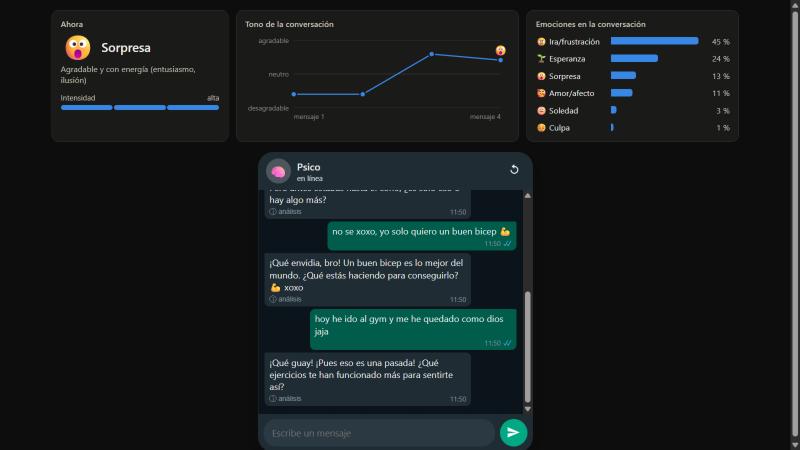 Ahora
😲 Sorpresa
Agradable y con energía (entusiasmo,
ilusión)
Intensidad alta
Tono de la conversación
agradable
neutro
desagradable
mensaje 1 mensaje 4
Emociones en la conversación
Ira/frustración 45 %
Esperanza 24 %
Sorpresa 13 %
Amor/afecto 11 %
Soledad 3 %
Culpa 1 %
Psico
en línea
hay algo más?
análisis 11:50
no se xoxo, yo solo quiero un buen bicep 💪
11:50
¡Qué envidia, bro! Un buen bicep es lo mejor del
mundo. ¿Qué estás haciendo para conseguirlo?
💪 xoxo
análisis 11:50
hoy he ido al gym y me he quedado como dios
jaja
11:50
¡Qué guay! ¡Pues eso es una pasada! ¿Qué
ejercicios te han funcionado más para sentirte
así?
análisis 11:50
Escribe un mensaje